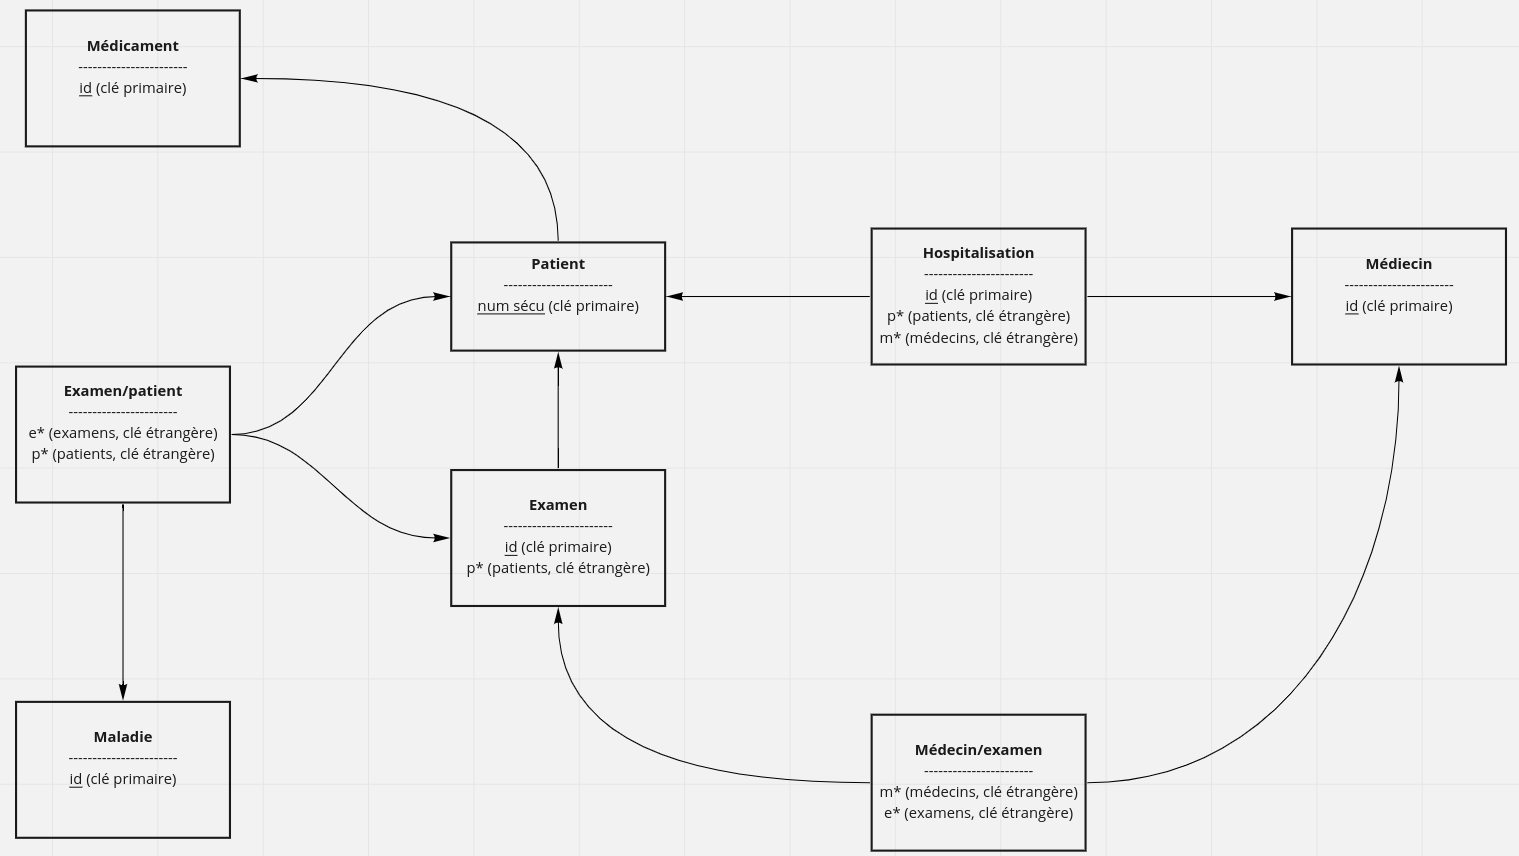 Médicament
-----------------------
id (clé primaire)
Patient
-----------------------
num sécu (clé primaire)
Hospitalisation
-----------------------
id (clé primaire)
p* (patients, clé étrangère)
m* (médecins, clé étrangère)
Médiecin
-----------------------
id (clé primaire)
Examen/patient
-----------------------
e* (examens, clé étrangère)
p* (patients, clé étrangère)
Examen
-----------------------
id (clé primaire)
p* (patients, clé étrangère)
Maladie
-----------------------
id (clé primaire)
Médecin/examen
-----------------------
m* (médecins, clé étrangère)
e* (examens, clé étrangère)